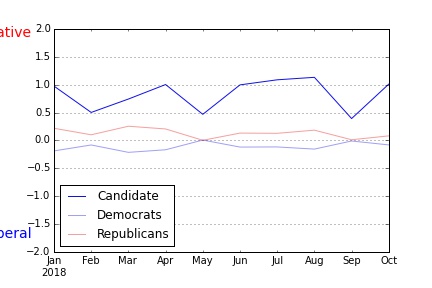 2.0
ative
1.5
1.0
0.5
0.0
−0.5
−1.0
−1.5
peral
−2.0
Candidate
Democrats
Republicans
Jan Feb Mar Apr May Jun Jul Aug Sep Oct
2018